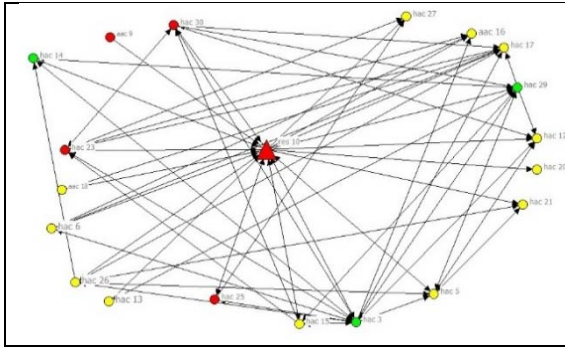 hac 27
hac 30
aac 9
aac 16
hac 17
hac 14
hac 29
hac 12
res 10
hac 23
hac 20
aac 18
hac 21
hac 6
hac 26
hac 5
hac 13
hac 25
hac 15
hac 3